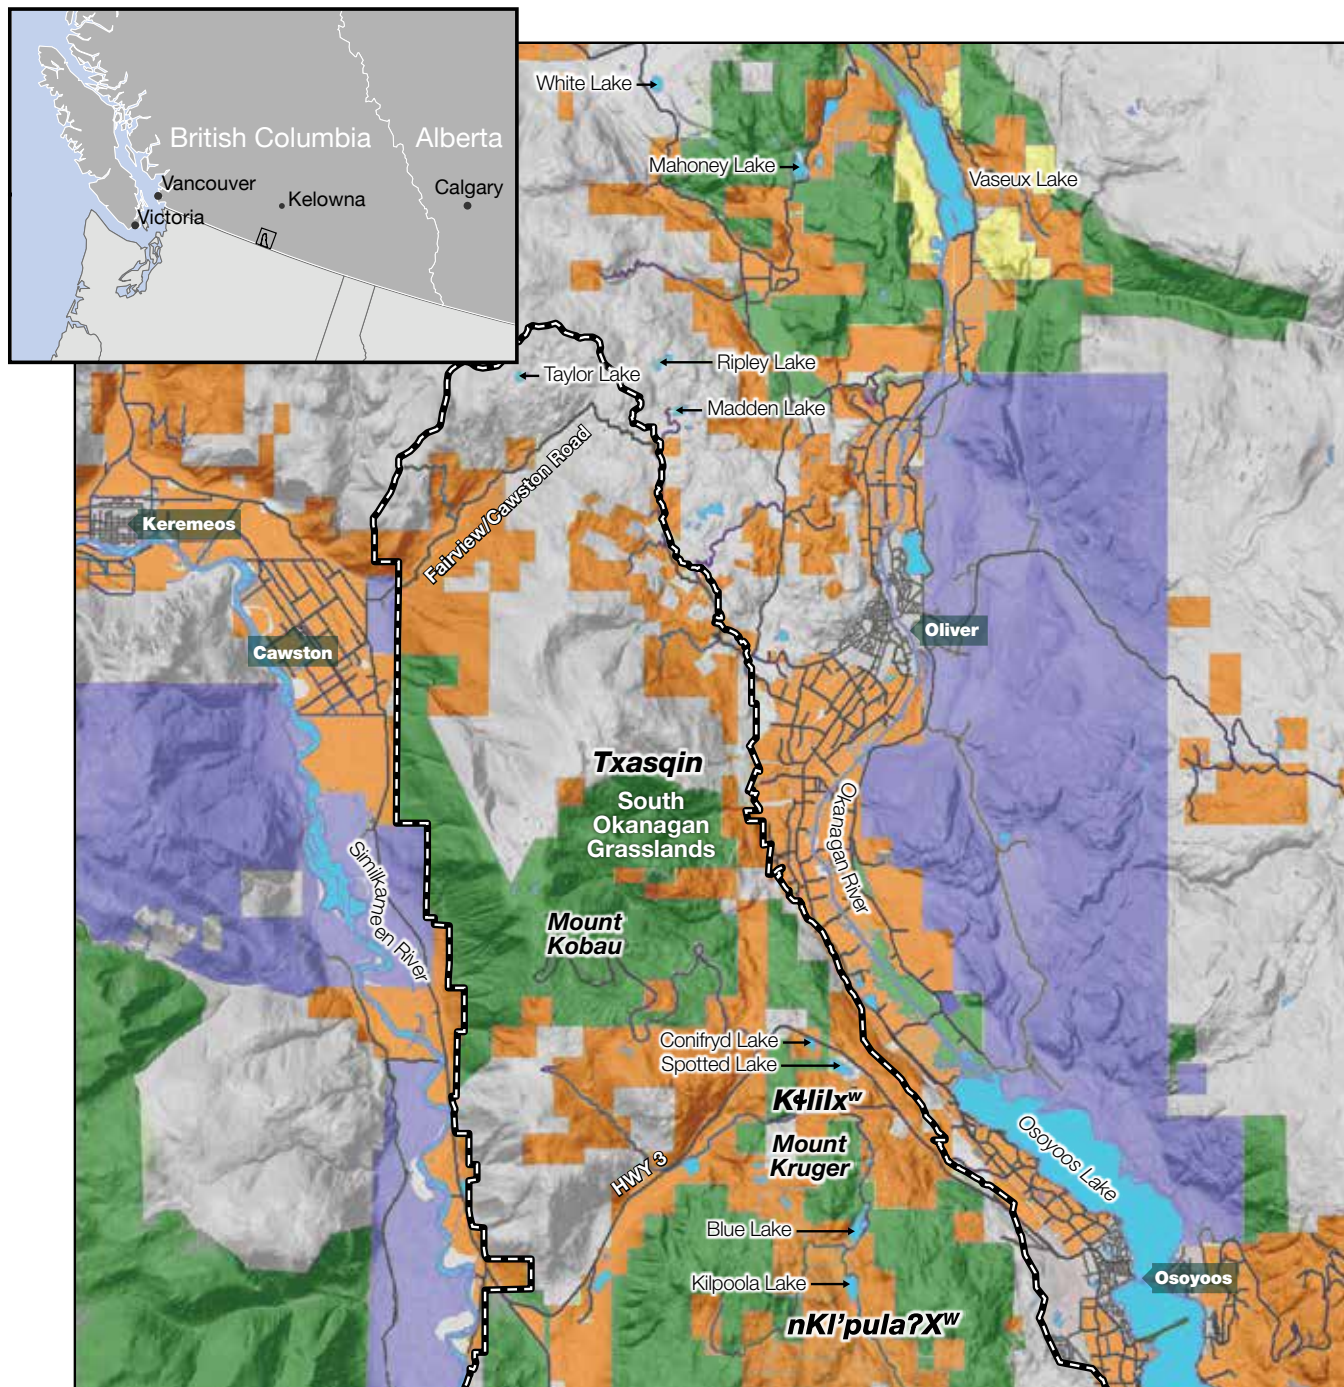 British Columbia
Alberta
Vancouver
Victoria
Kelowna
Calgary
White Lake
Mahoney Lake
Vaseux Lake
Taylor Lake
Ripley Lake
Madden Lake
Fairview/Cawston Road
Keremeos
Cawston
Oliver
Txasqin
South
Okanagan
Grasslands
Okanagan River
Similkameen River
Mount
Kobau
Conifryd Lake
Spotted Lake
Kɬlilxʷ
Mount
Kruger
HWY 3
Osoyoos Lake
Blue Lake
Kilpoola Lake
Osoyoos
nKl'pula?Xᵂ